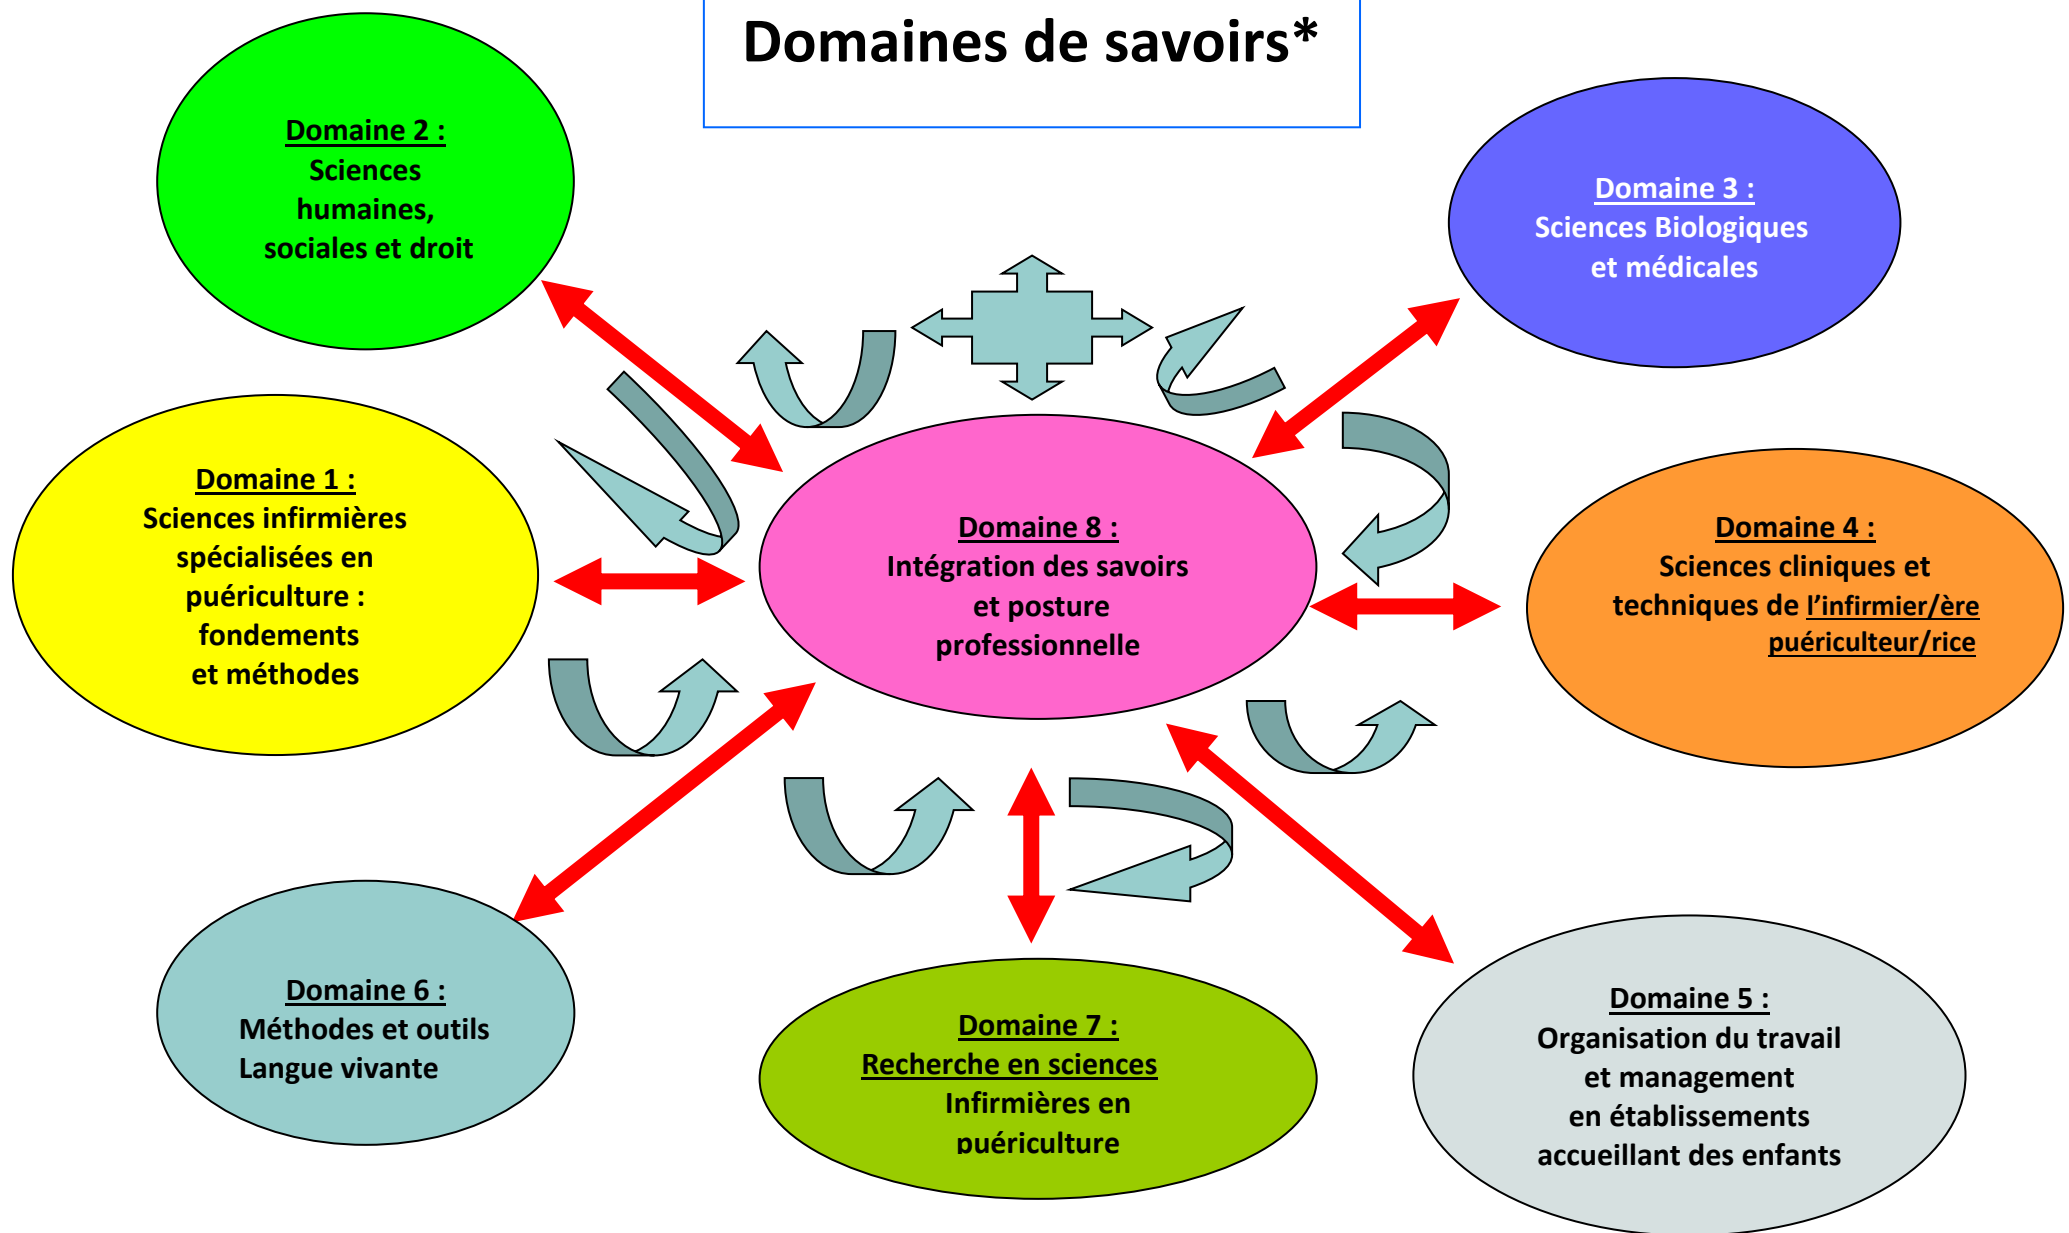 Domaines de savoirs*
Domaine 2 :
Sciences
humaines,
sociales et droit
Domaine 3 :
Sciences Biologiques
et médicales
Domaine 1 :
Sciences infirmières
spécialisées en
puériculture :
fondements
et méthodes
Domaine 8 :
Intégration des savoirs
et posture
professionnelle
Domaine 4 :
Sciences cliniques et
techniques de l’infirmier/ère
puériculteur/rice
Domaine 6 :
Méthodes et outils
Langue vivante
Domaine 7 :
Recherche en sciences
Infirmières en
puériculture
Domaine 5 :
Organisation du travail
et management
en établissements
accueillant des enfants